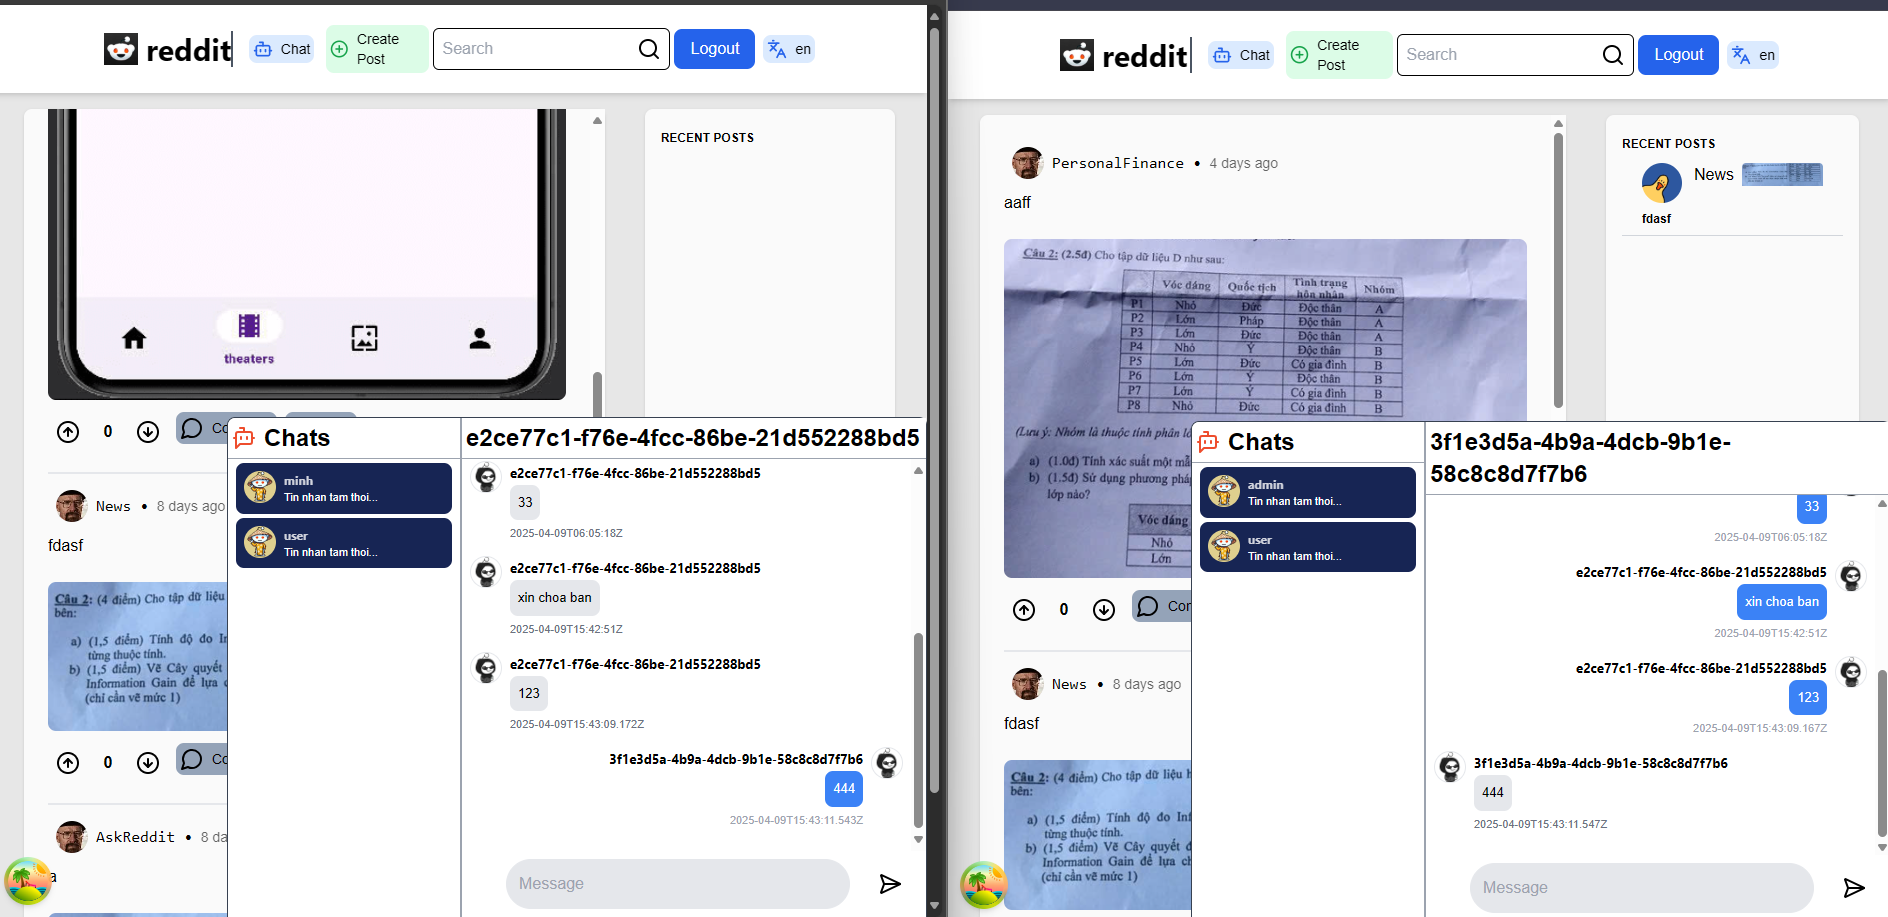 reddit
Chat
Create
Post
Search
Logout
en
RECENT POSTS
theaters
0
Co
News • 8 days ago
fdasf
Câu 2: (4 điểm) Cho tập dữ liệu
bên:
a) (1,5 điểm) Tính độ đo In
từng thuộc tính.
b) (1,5 điểm) Vẽ Cây quyết
Information Gain để lựa c
(chỉ cần vẽ mức 1)
0
Co
AskReddit • 8 da
a
Chats
minh
Tin nhan tam thoi...
user
Tin nhan tam thoi...
e2ce77c1-f76e-4fcc-86be-21d552288bd5
e2ce77c1-f76e-4fcc-86be-21d552288bd5
33
2025-04-09T06:05:18Z
e2ce77c1-f76e-4fcc-86be-21d552288bd5
xin choa ban
2025-04-09T15:42:51Z
e2ce77c1-f76e-4fcc-86be-21d552288bd5
123
2025-04-09T15:43:09.172Z
3f1e3d5a-4b9a-4dcb-9b1e-58c8c8d7f7b6
444
2025-04-09T15:43:11.543Z
Message
reddit
Chat
Create
Post
Search
Logout
en
PersonalFinance • 4 days ago
aaff
Câu 2: (2.5đ) Cho tập dữ liệu D như sau:
Vóc dáng Quốc tịch Tình trạng hôn nhân Nhóm
P1 Nhỏ Đức Độc thân A
P2 Lớn Pháp Độc thân A
P3 Lớn Đức Độc thân A
P4 Nhỏ Ý Độc thân B
P5 Lớn Đức Có gia đình B
P6 Lớn Ý Độc thân B
P7 Lớn Ý Có gia đình B
P8 Nhỏ Đức Có gia đình B
(Lưu ý: Nhóm là thuộc tính phân l
a) (1.0đ) Tính xác suất một mẫ
b) (1.5đ) Sử dụng phương pháp
lớp nào?
Vóc dáng
Nhỏ
Lớn
0
Con
News • 8 days ago
fdasf
Câu 2: (4 điểm) Cho tập dữ liệu h
bên:
a) (1,5 điểm) Tính độ đo Inf
từng thuộc tính.
b) (1,5 điểm) Vẽ Cây quyết đ
Information Gain để lựa ch
(chỉ cần vẽ mức 1)
RECENT POSTS
News
fdasf
Chats
admin
Tin nhan tam thoi...
user
Tin nhan tam thoi...
3f1e3d5a-4b9a-4dcb-9b1e-
58c8c8d7f7b6
33
2025-04-09T06:05:18Z
e2ce77c1-f76e-4fcc-86be-21d552288bd5
xin choa ban
2025-04-09T15:42:51Z
e2ce77c1-f76e-4fcc-86be-21d552288bd5
123
2025-04-09T15:43:09.167Z
3f1e3d5a-4b9a-4dcb-9b1e-58c8c8d7f7b6
444
2025-04-09T15:43:11.547Z
Message